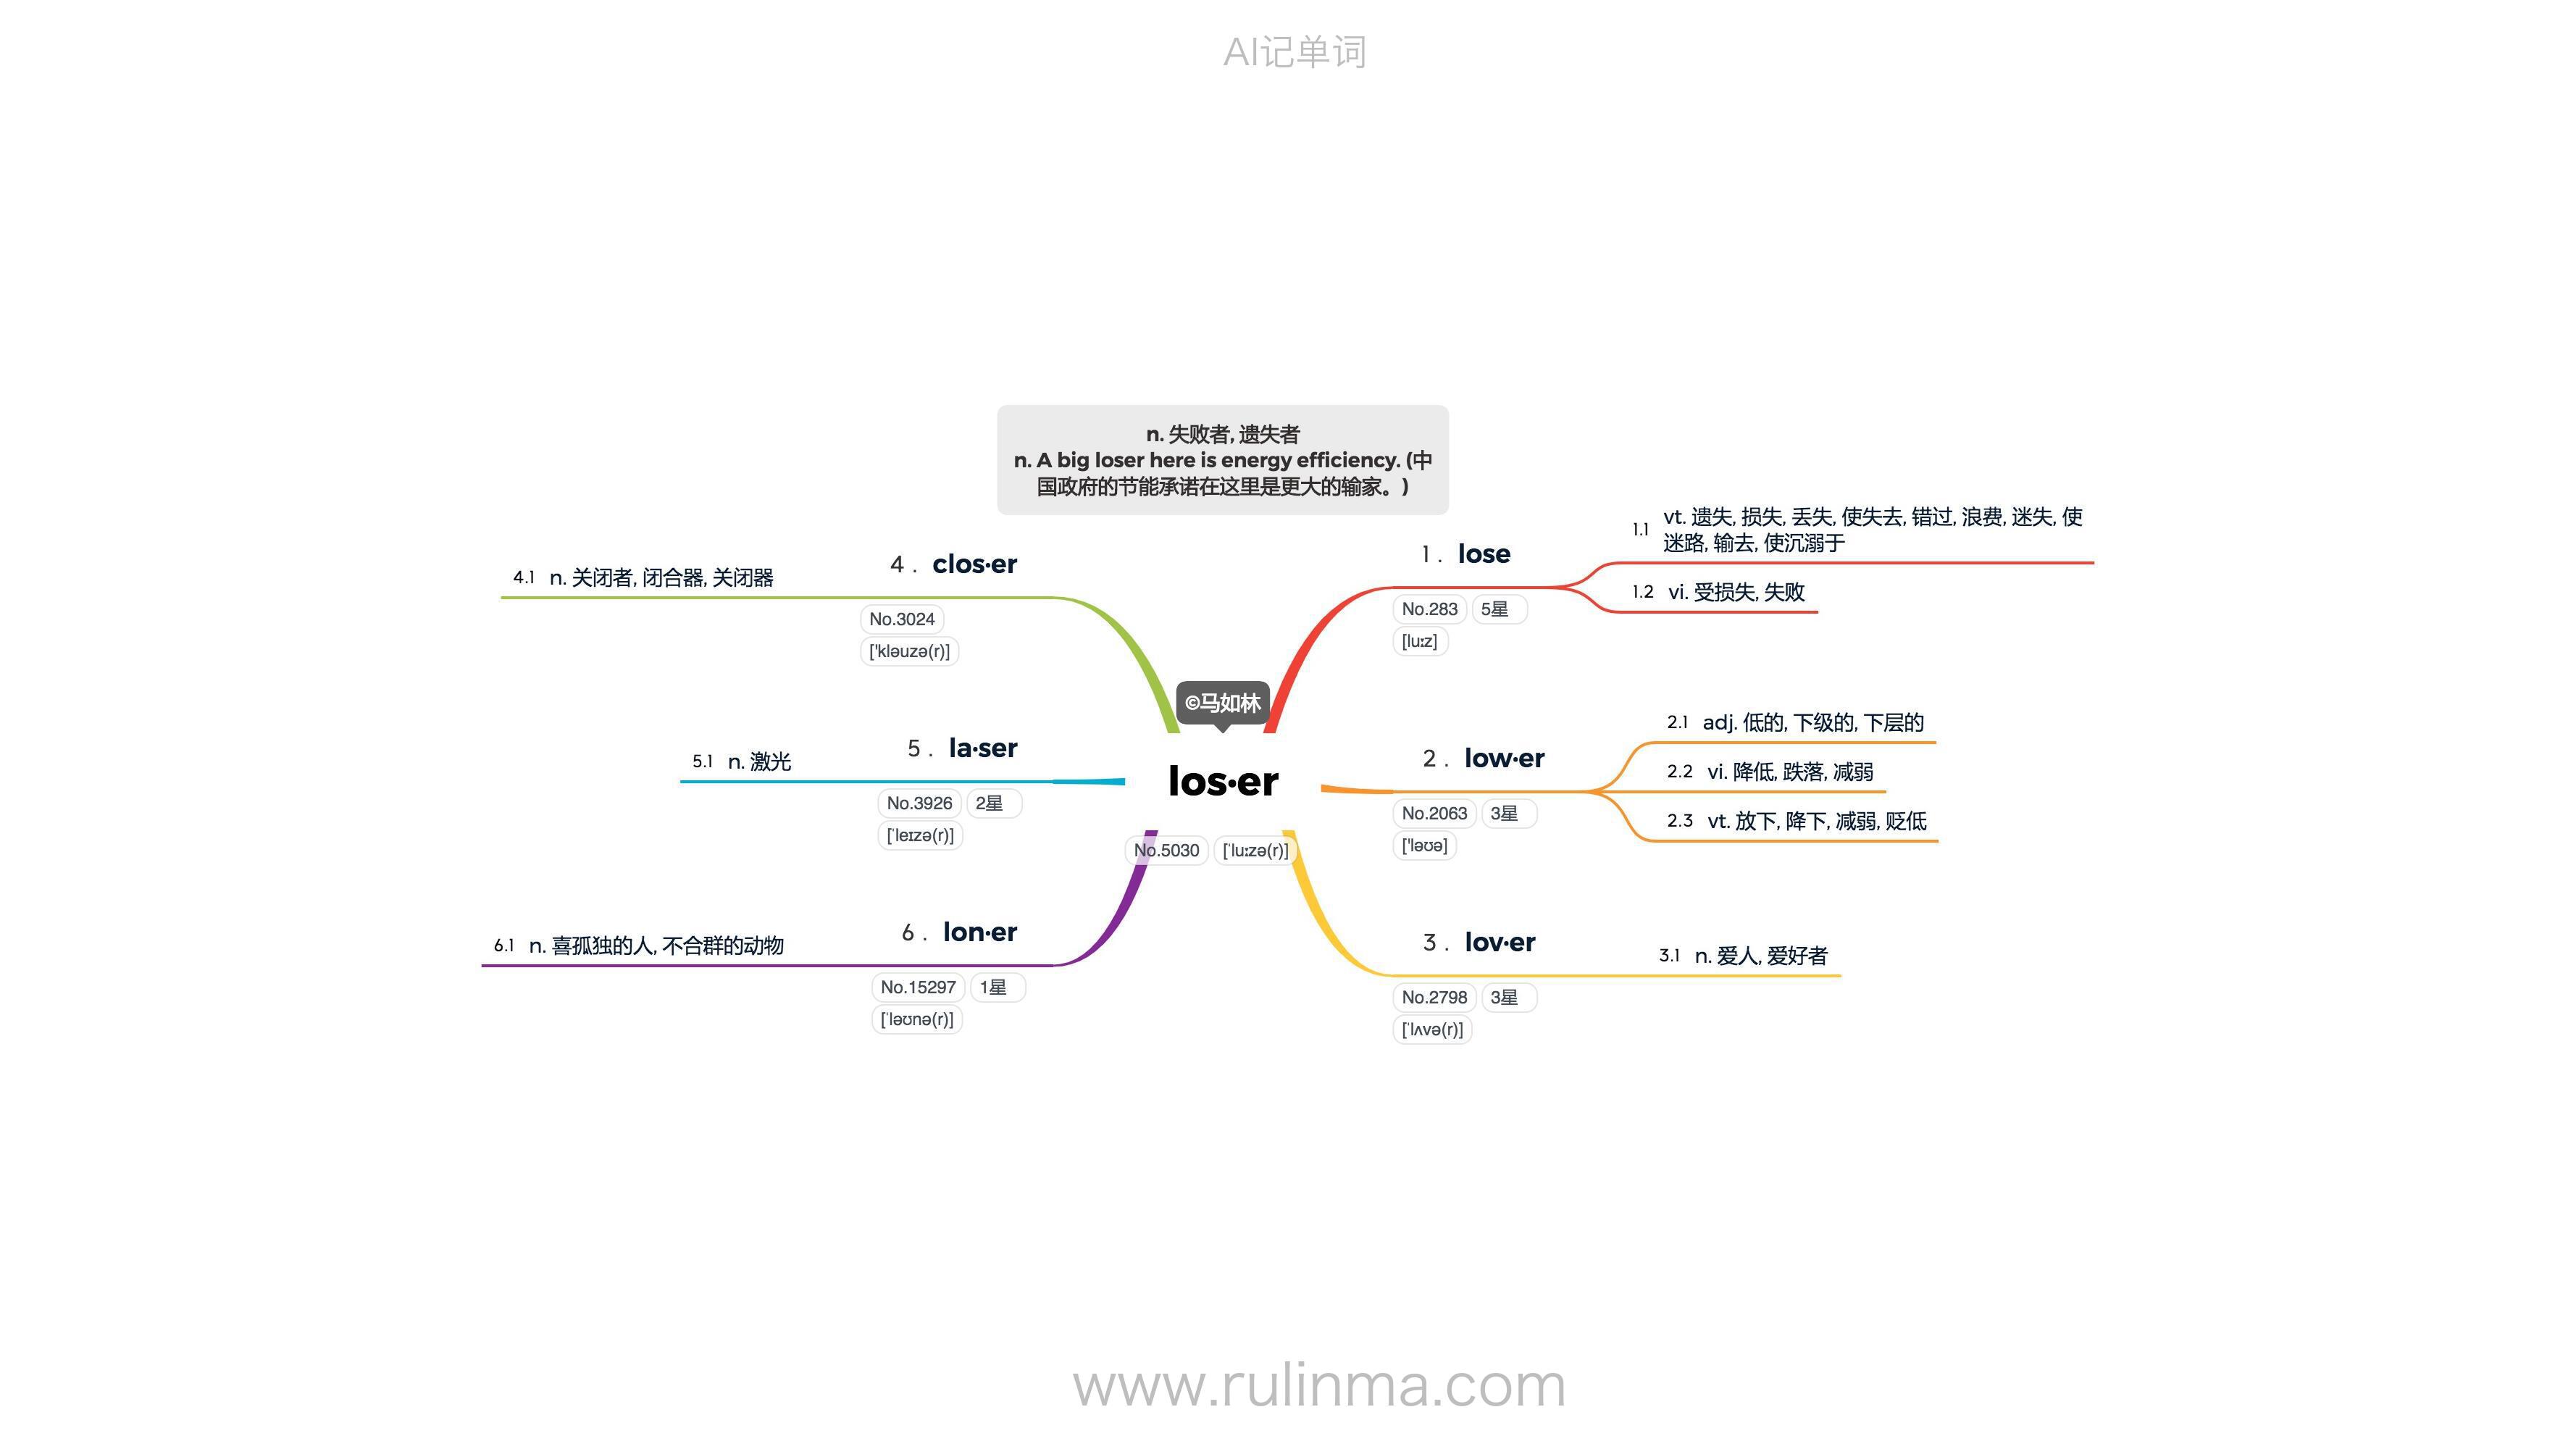 AI记单词
n. 失败者, 遗失者
n. A big loser here is energy efficiency. (中
国政府的节能承诺在这里是更大的输家。)
©马如林
los·er
No.5030 ['luːzə(r)]
1 . lose
No.283 5星
[luːz]
1.1 vt. 遗失, 损失, 丢失, 使失去, 错过, 浪费, 迷失, 使
迷路, 输去, 使沉溺于
1.2 vi. 受损失, 失败
2 . low·er
No.2063 3星
['ləʊə]
2.1 adj. 低的, 下级的, 下层的
2.2 vi. 降低, 跌落, 减弱
2.3 vt. 放下, 降下, 减弱, 贬低
3 . lov·er
No.2798 3星
['lʌvə(r)]
3.1 n. 爱人, 爱好者
4 . clos·er
No.3024
['kləuzə(r)]
4.1 n. 关闭者, 闭合器, 关闭器
5 . la·ser
No.3926 2星
['leɪzə(r)]
5.1 n. 激光
6 . lon·er
No.15297 1星
['ləʊnə(r)]
6.1 n. 喜孤独的人, 不合群的动物
www.rulinma.com